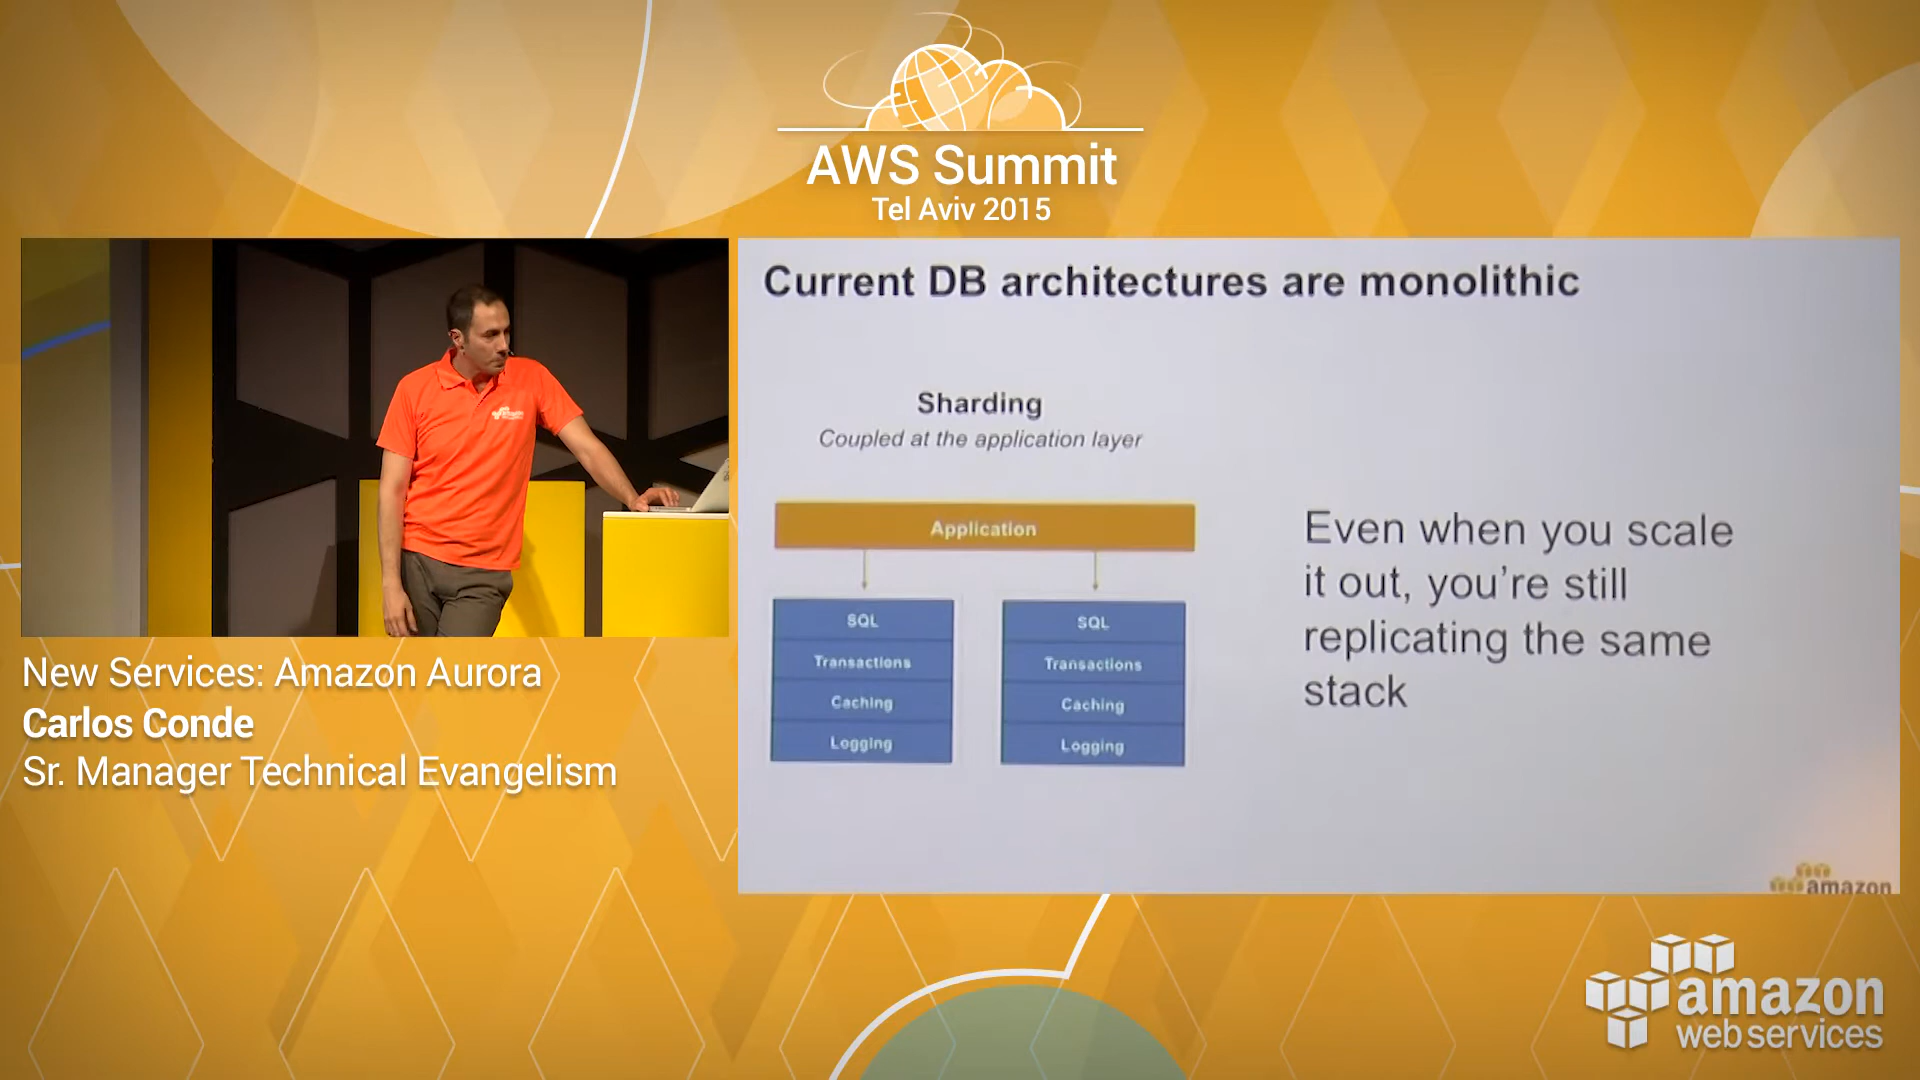 AWS Summit
Tel Aviv 2015
New Services: Amazon Aurora
Carlos Conde
Sr. Manager Technical Evangelism
Current DB architectures are monolithic
Sharding
Coupled at the application layer
Application
SQL
Transactions
Caching
Logging
SQL
Transactions
Caching
Logging
Even when you scale
it out, you're still
replicating the same
stack
amazon
amazon
web services